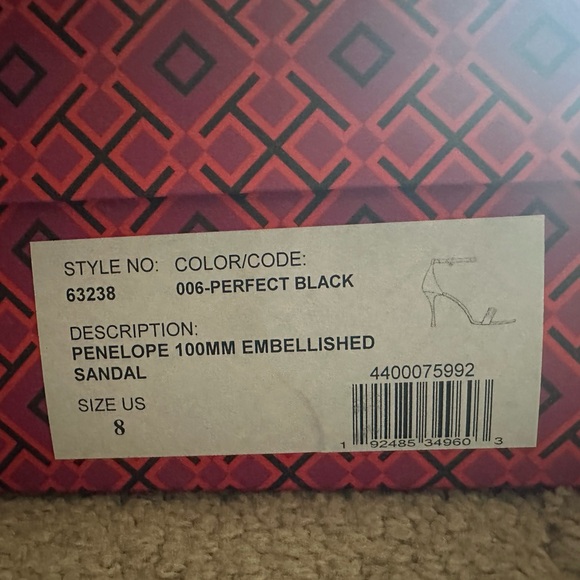 STYLE NO: COLOR/CODE:
63238 006-PERFECT BLACK
DESCRIPTION:
PENELOPE 100MM EMBELLISHED
SANDAL
SIZE US
8
4400075992
1 92485 34960 3